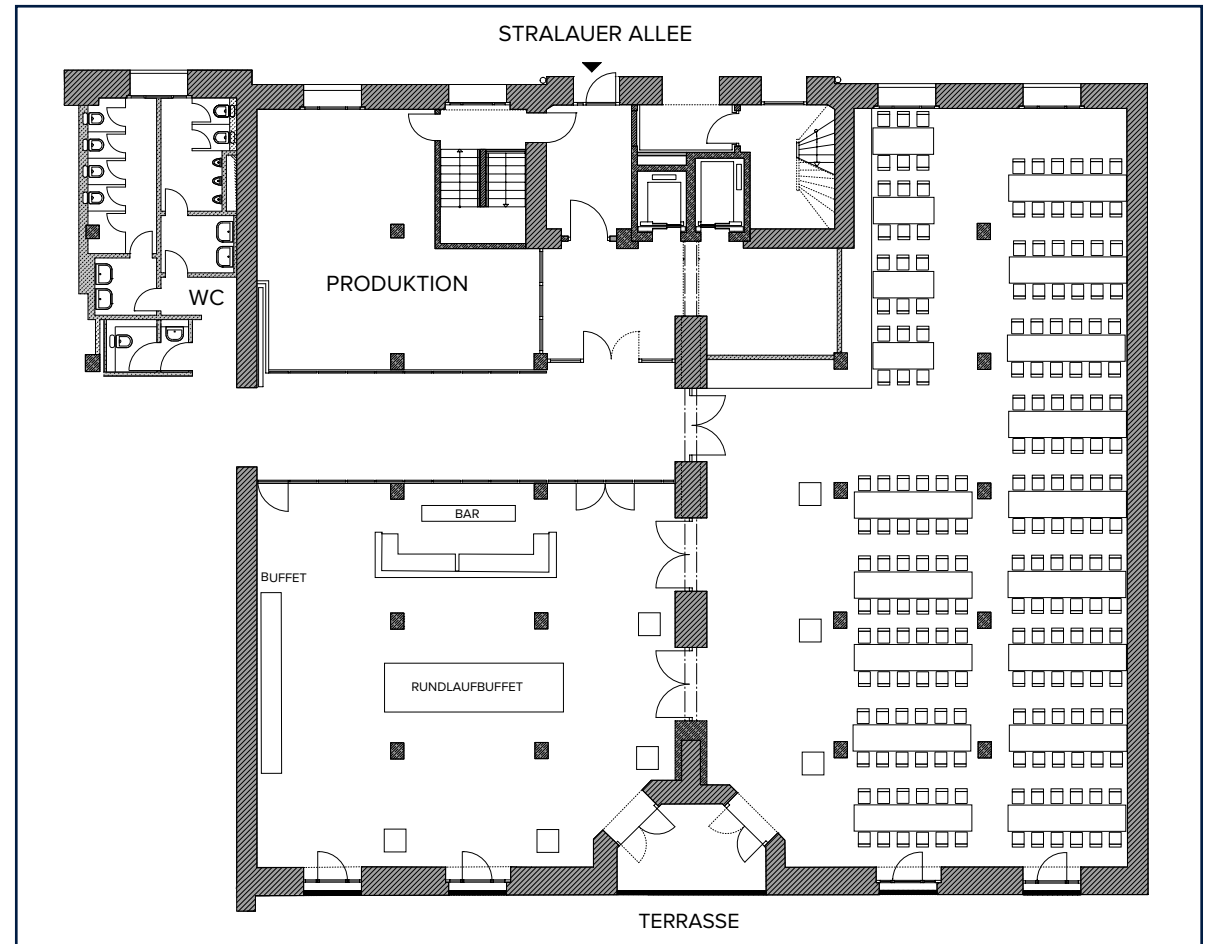 STRALAUER ALLEE
PRODUKTION
WC
BAR
BUFFET
RUNDLAUFBUFFET
TERRASSE